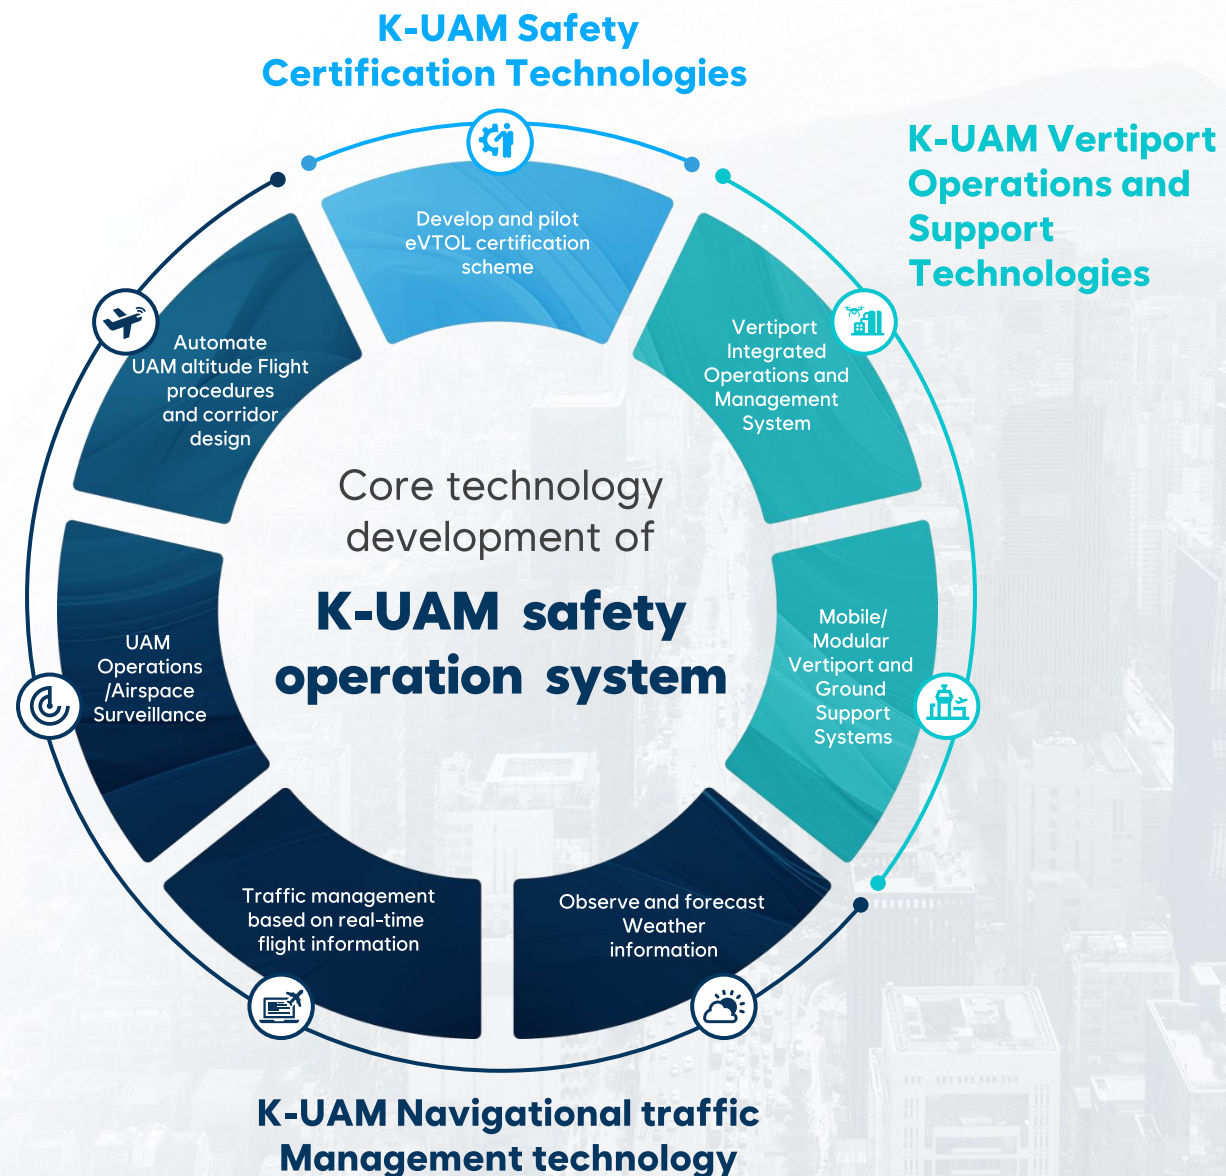 K-UAM Safety
Certification Technologies
K-UAM Vertiport
Operations and
Support
Technologies
Develop and pilot
eVTOL certification
scheme
Vertiport
Integrated
Operations and
Management
System
Mobile/
Modular
Vertiport and
Ground
Support
Systems
Observe and forecast
Weather
information
Traffic management
based on real-time
flight information
UAM
Operations
/Airspace
Surveillance
Automate
UAM altitude Flight
procedures
and corridor
design
Core technology
development of
K-UAM safety
operation system
K-UAM Navigational traffic
Management technology